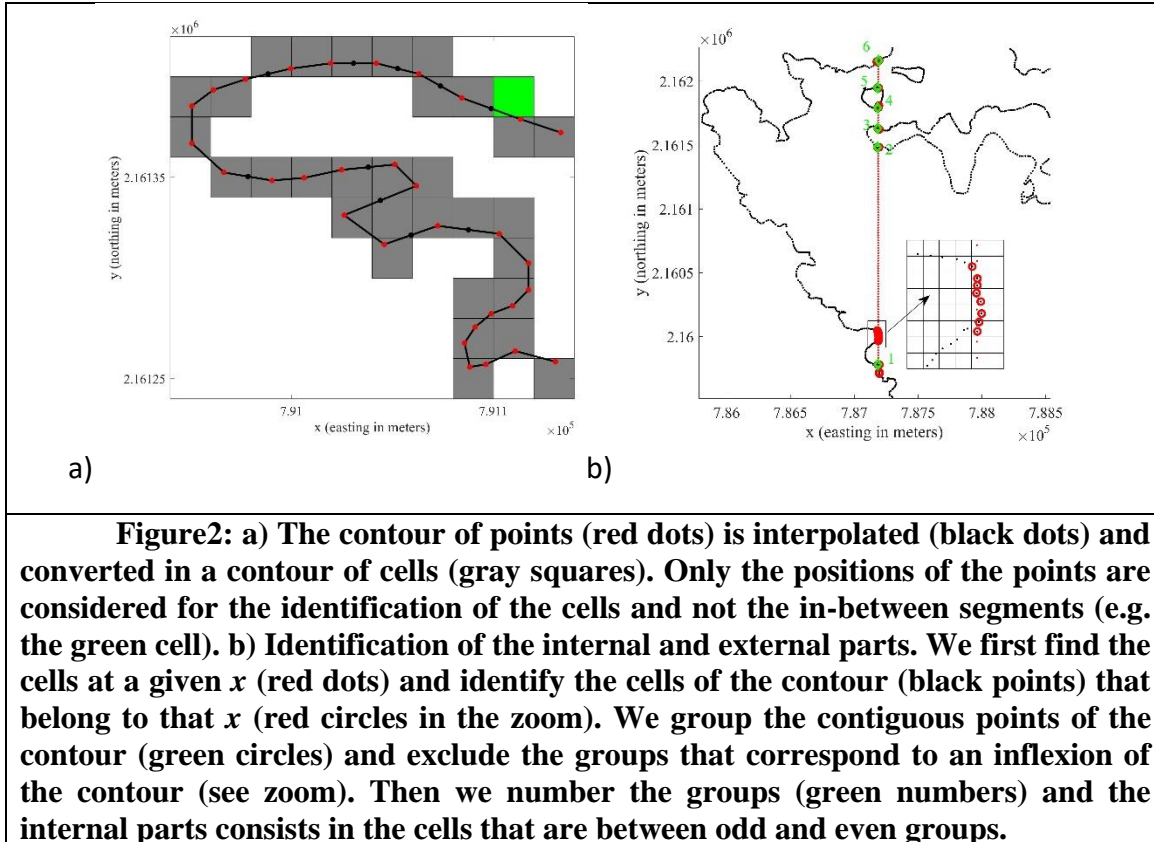 ×10⁶
2.16135
2.16125
y (northing in meters)
7.91
7.911
x (easting in meters)
×10⁵
a)
×10⁶
2.162
2.1615
2.161
2.1605
2.16
y (northing in meters)
6
5
4
3
2
1
7.86
7.865
7.87
7.875
7.88
7.885
x (easting in meters)
×10⁵
b)
Figure2: a) The contour of points (red dots) is interpolated (black dots) and
converted in a contour of cells (gray squares). Only the positions of the points are
considered for the identification of the cells and not the in-between segments (e.g.
the green cell). b) Identification of the internal and external parts. We first find the
cells at a given x (red dots) and identify the cells of the contour (black points) that
belong to that x (red circles in the zoom). We group the contiguous points of the
contour (green circles) and exclude the groups that correspond to an inflexion of
the contour (see zoom). Then we number the groups (green numbers) and the
internal parts consists in the cells that are between odd and even groups.